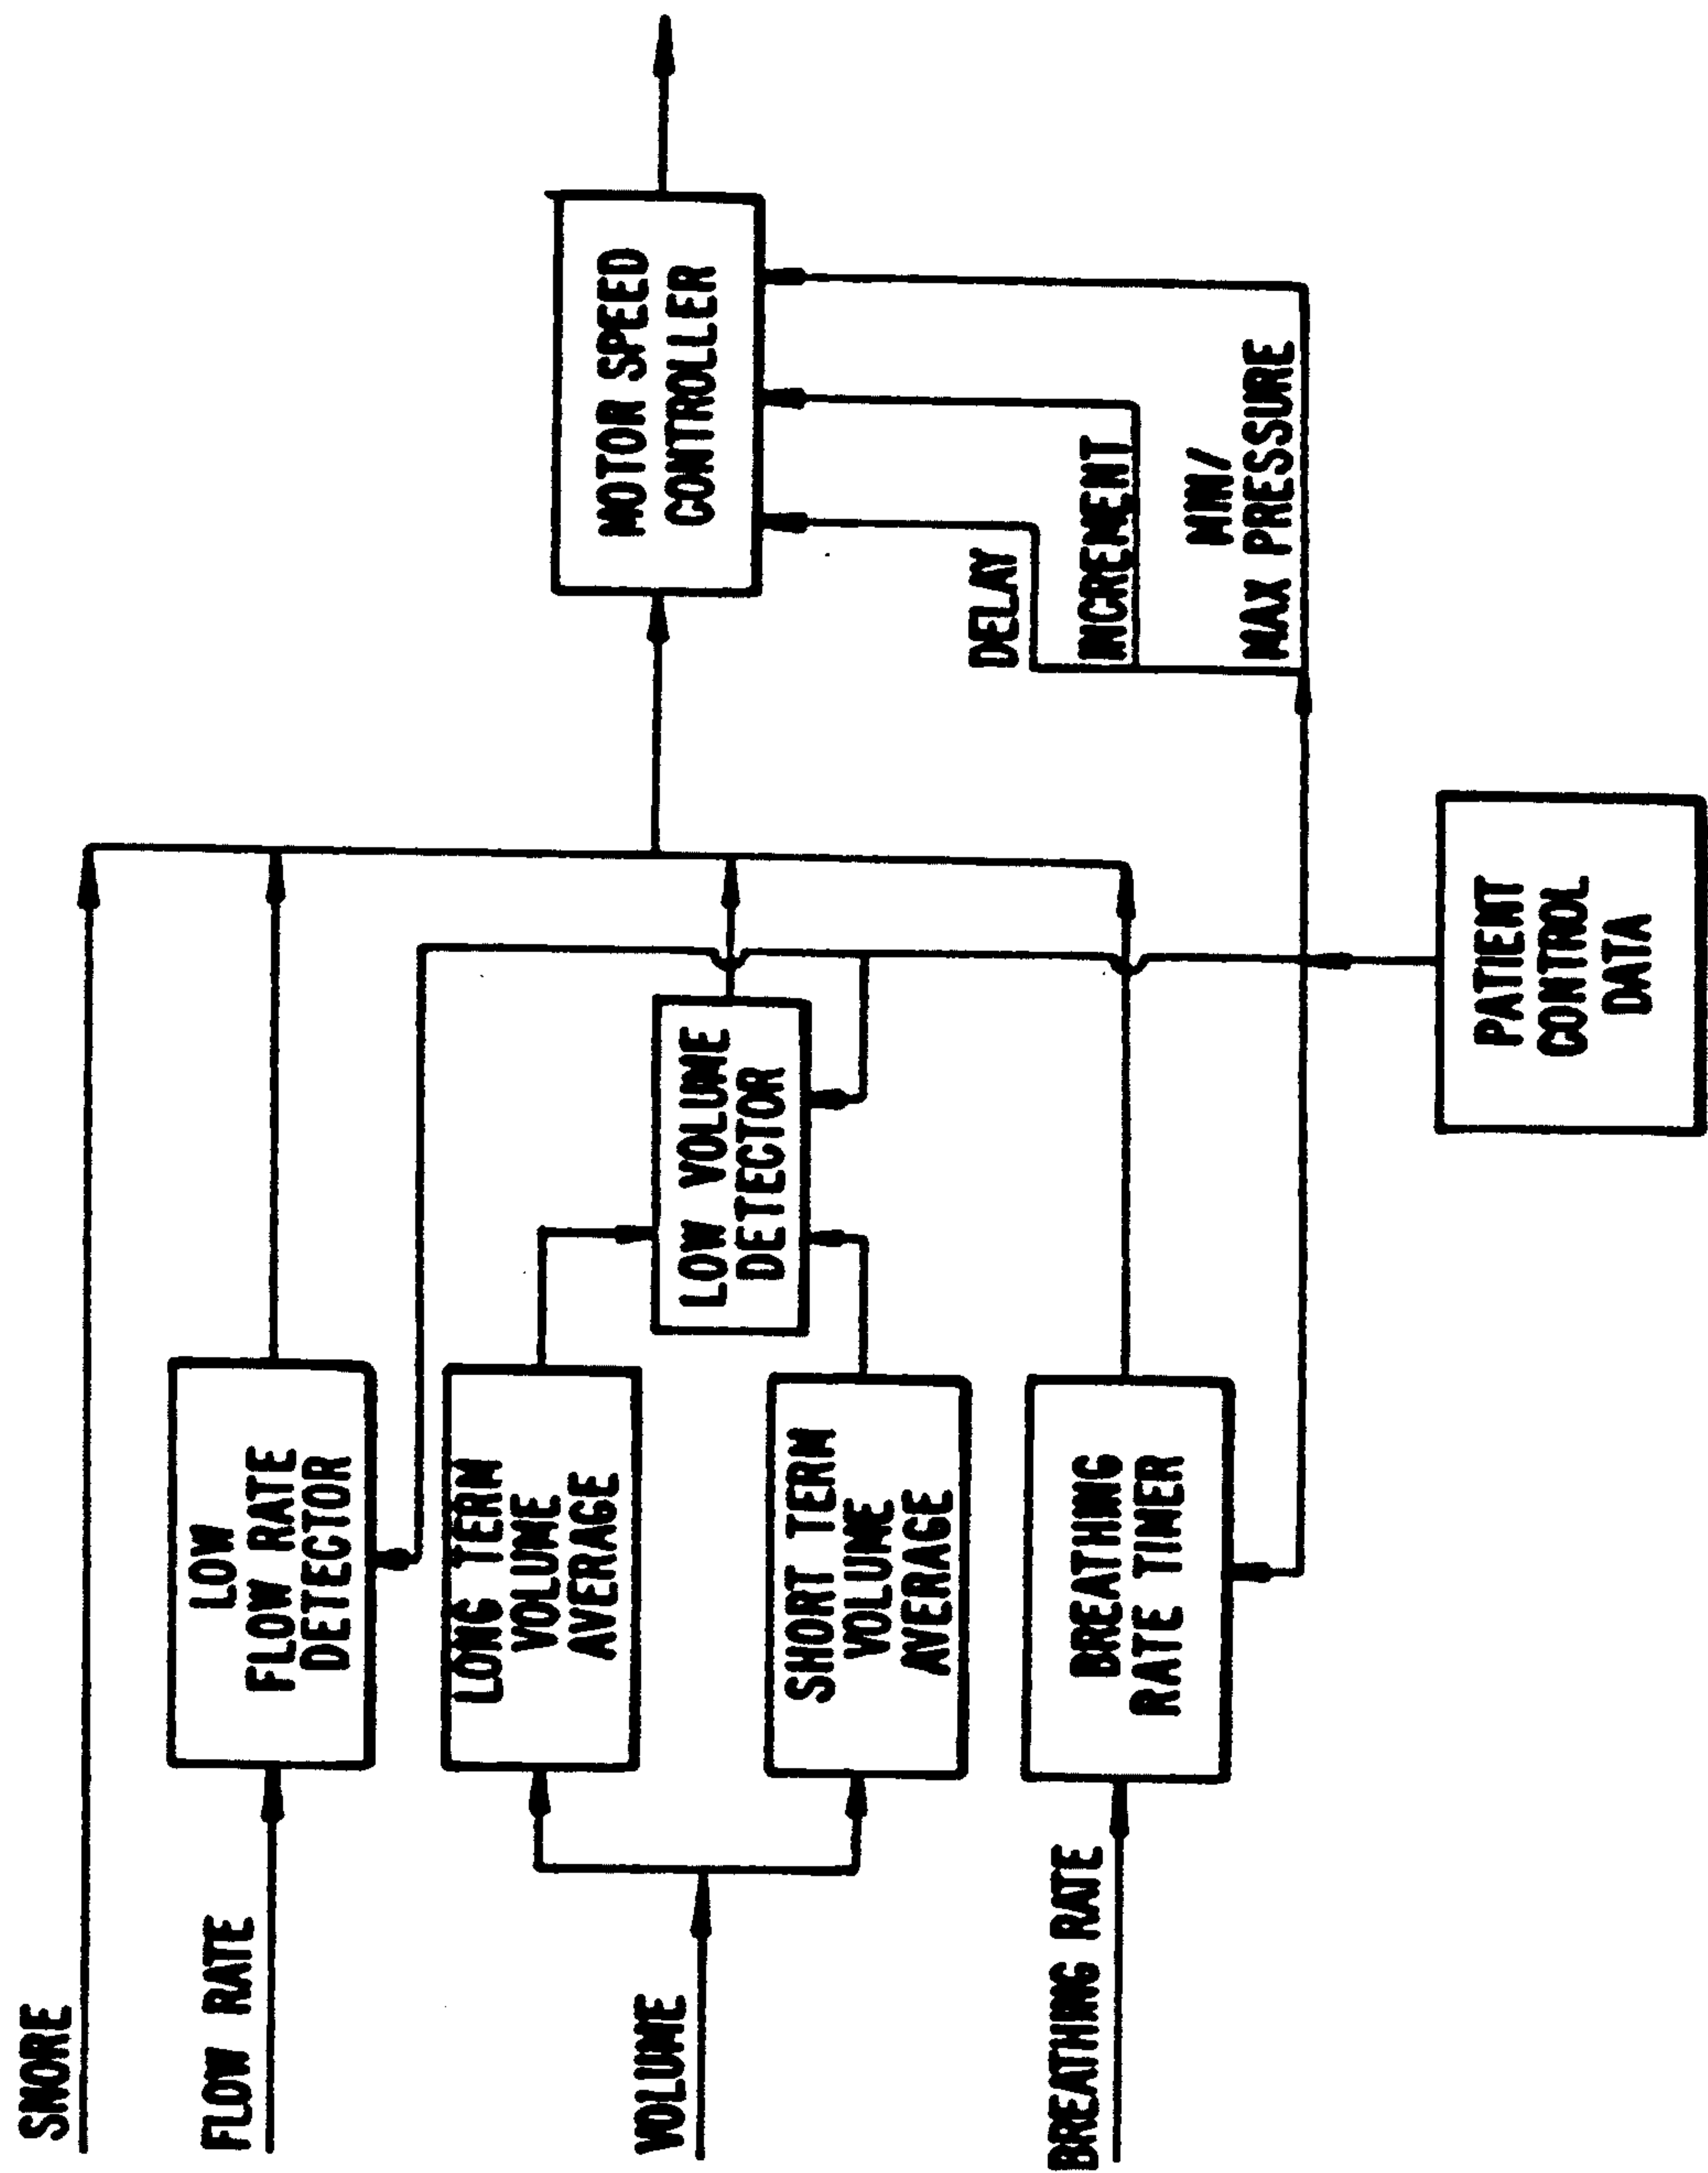 SNORE
FLOW RATE
VOLUME
BREATHING RATE
LOW
FLOW RATE
DETECTOR
LONG TERM
VOLUME
AVERAGE
SHORT TERM
VOLUME
AVERAGE
BREATHING
RATE TIMER
LOW VOLUME
DETECTOR
PATIENT
CONTROL
DATA
DELAY
INCREMENT
MIN/
MAX PRESSURE
MOTOR SPEED
CONTROLLER